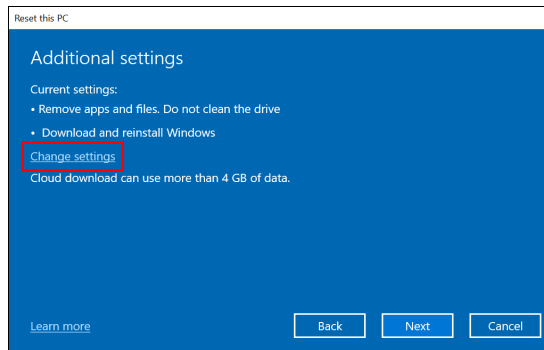 Reset this PC
Additional settings
Current settings:
• Remove apps and files. Do not clean the drive
• Download and reinstall Windows
Change settings
Cloud download can use more than 4 GB of data.
Learn more
Back
Next
Cancel